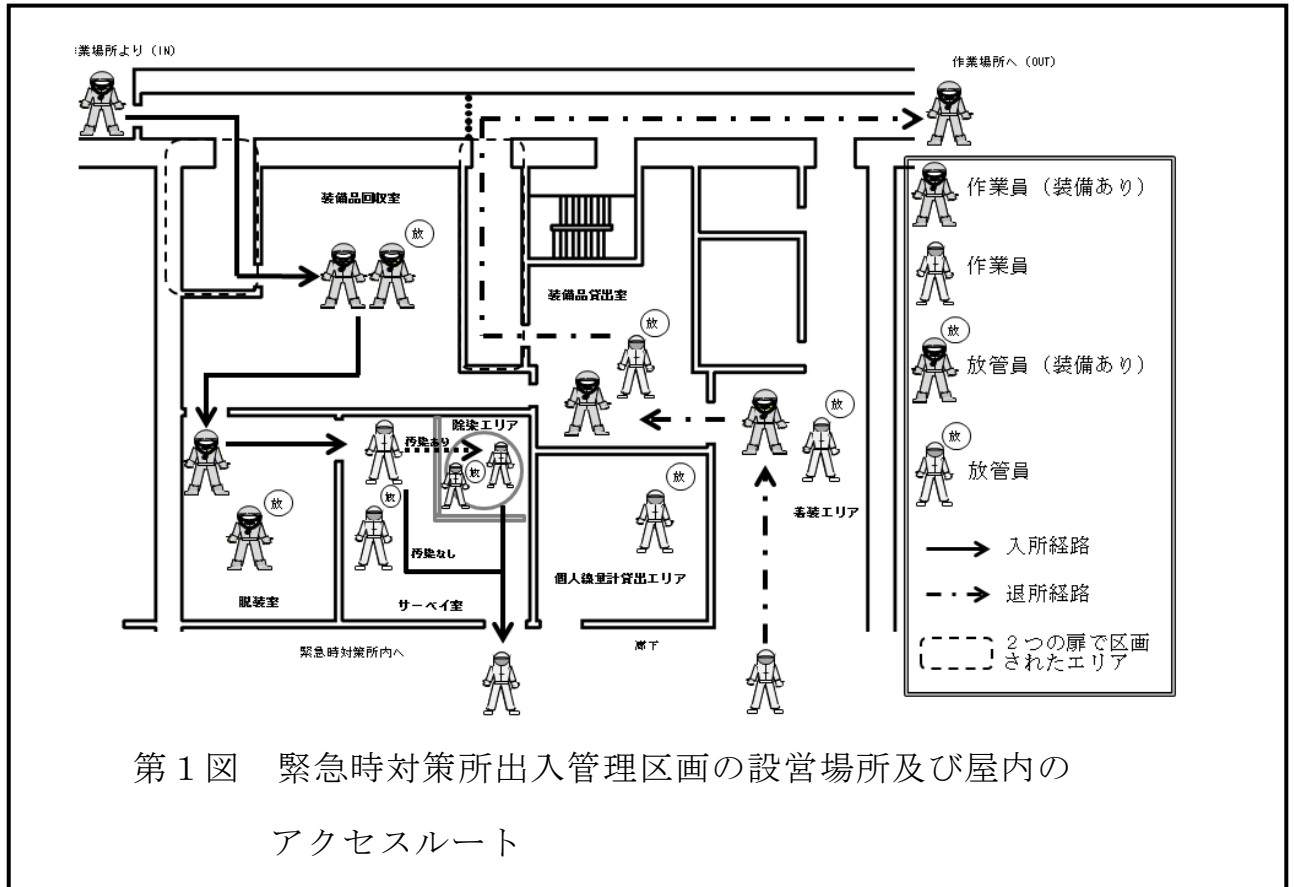 業場所より（IN）
作業場所へ（OUT）
装備品回収室
放
装備品貸出室
放
放
除染エリア
汚染あり
放
放
放
放
汚染なし
着装エリア
脱装室
サーベイ室
個人線量計貸出エリア
緊急時対策所内へ
廊下
作業員（装備あり）
作業員
放
放管員（装備あり）
放
放管員
入所経路
退所経路
２つの扉で区画
されたエリア
第１図　緊急時対策所出入管理区画の設営場所及び屋内の
アクセスルート